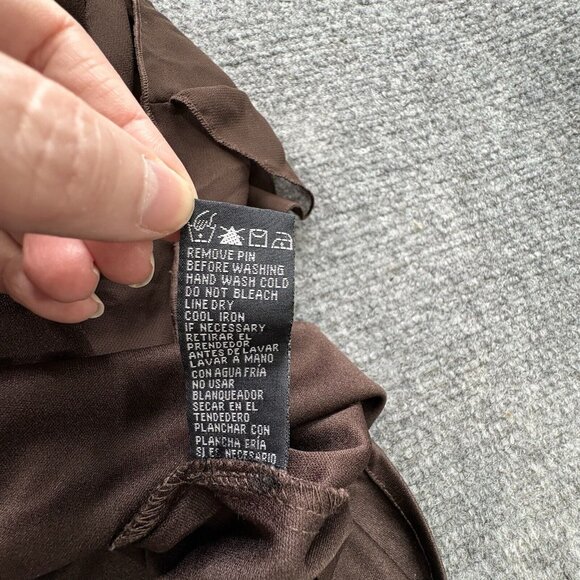 REMOVE PIN
BEFORE WASHING
HAND WASH COLD
DO NOT BLEACH
LINE DRY
COOL IRON
IF NECESSARY
RETIRAR EL
PRENDEDOR
ANTES DE LAVAR
LAVAR A MANO
CON AGUA FRÍA
NO USAR
BLANQUEADOR
SECAR EN EL
TENDEDERO
PLANCHAR CON
PLANCHA FRÍA
SI ES NECESARIO